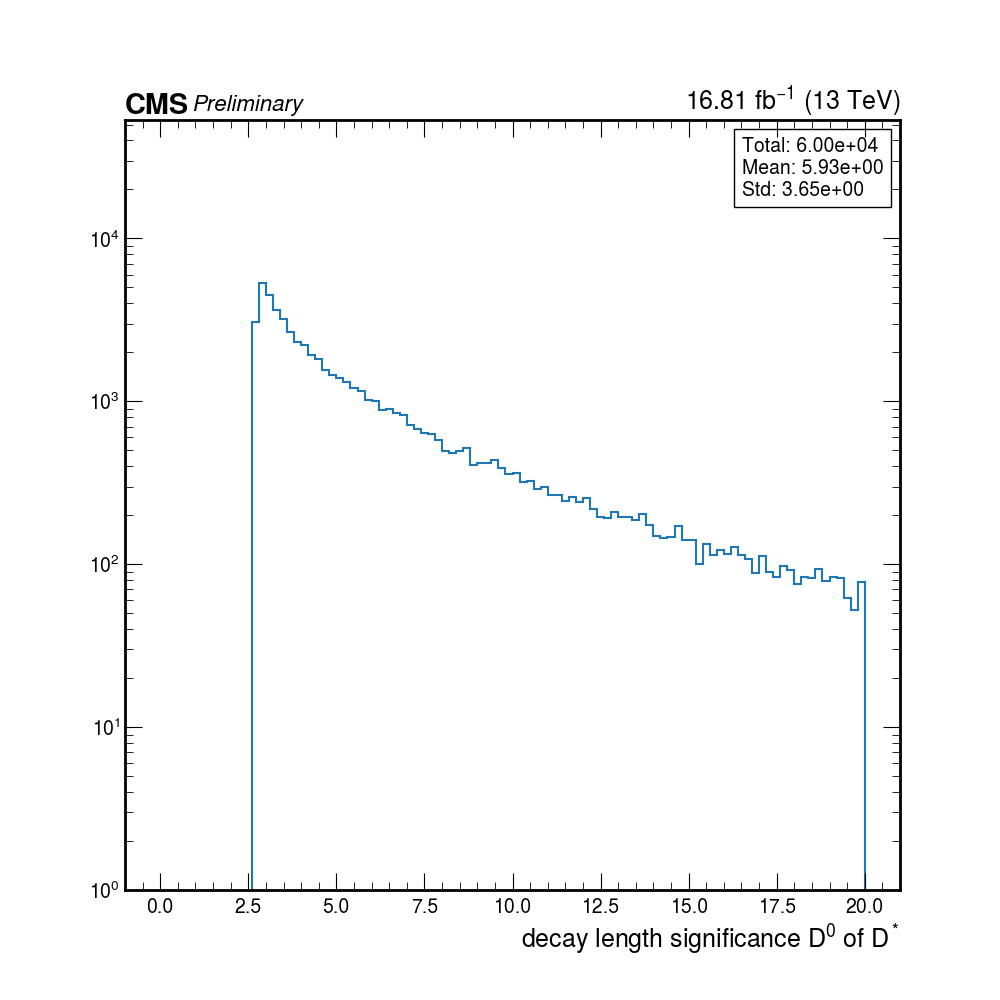 CMS Preliminary
16.81 fb⁻¹ (13 TeV)
Total: 6.00e+04
Mean: 5.93e+00
Std: 3.65e+00
10⁴
10³
10²
10¹
10⁰
0.0 2.5 5.0 7.5 10.0 12.5 15.0 17.5 20.0
decay length significance D⁰ of D*